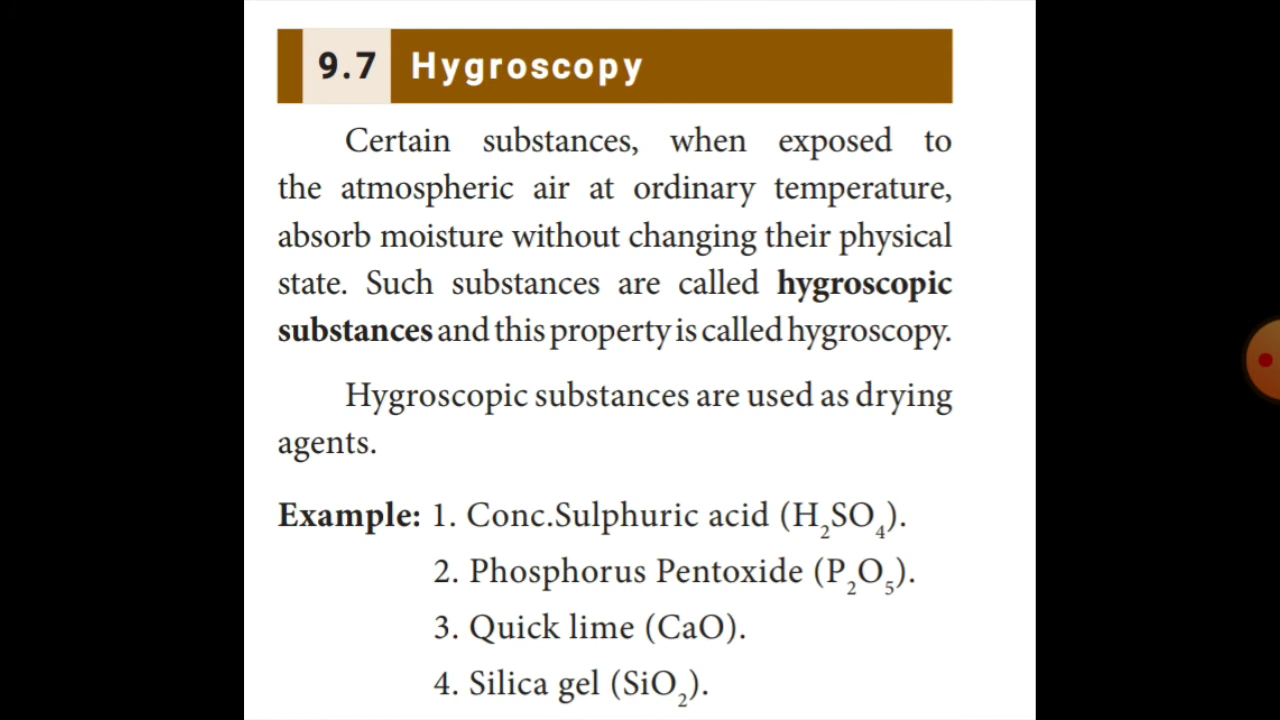 9.7 Hygroscopy
Certain substances, when exposed to
the atmospheric air at ordinary temperature,
absorb moisture without changing their physical
state. Such substances are called hygroscopic
substances and this property is called hygroscopy.
Hygroscopic substances are used as drying
agents.
Example: 1. Conc.Sulphuric acid (H₂SO₄).
2. Phosphorus Pentoxide (P₂O₅).
3. Quick lime (CaO).
4. Silica gel (SiO₂).